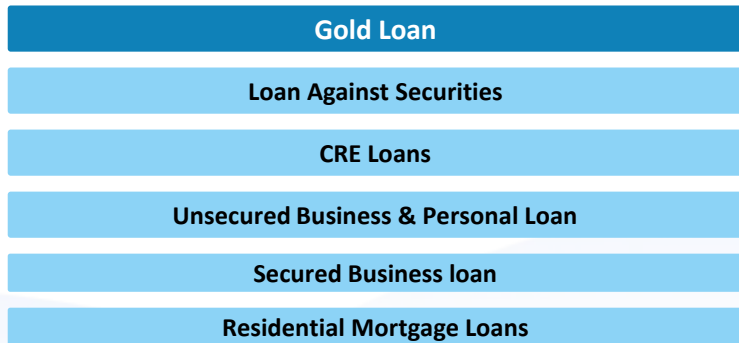 Gold Loan
Loan Against Securities
CRE Loans
Unsecured Business & Personal Loan
Secured Business loan
Residential Mortgage Loans